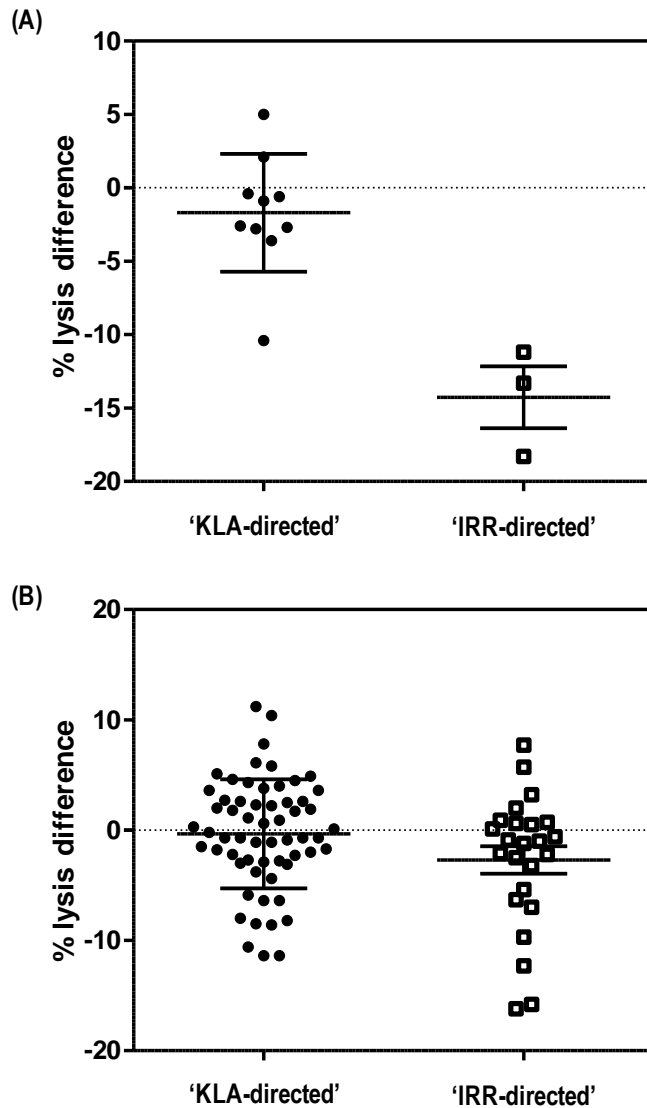 (A)
10
5
0
-5
-10
-15
-20
% lysis difference
‘KLA-directed’ ‘IRR-directed’
(B)
20
10
0
-10
-20
% lysis difference
‘KLA-directed’ ‘IRR-directed’